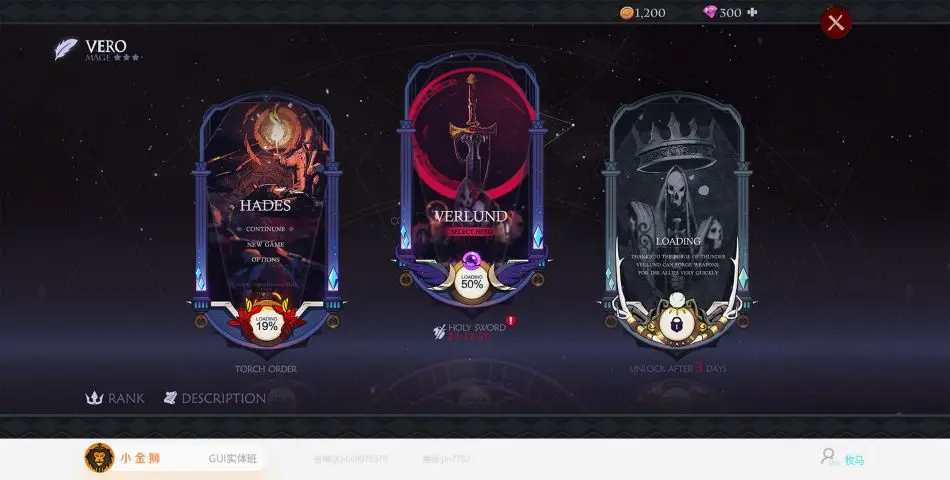 1,200
300
VERO
MAGE
HADES
CONTINUNE
NEW GAME
OPTIONS
LOADING
19%
TORCH ORDER
VERLUND
SELECT HERO
LOADING
50%
HOLY SWORD
LOADING
THANKS TO THE FORGE OF THUNDER
VRELUND CAN FORGE WEAPONS
FOR THE ALLIES VERY QUICKLY
UNLOCK AFTER 3 DAYS
RANK
DESCRIPTION
小金狮
GUI实体班
牧马